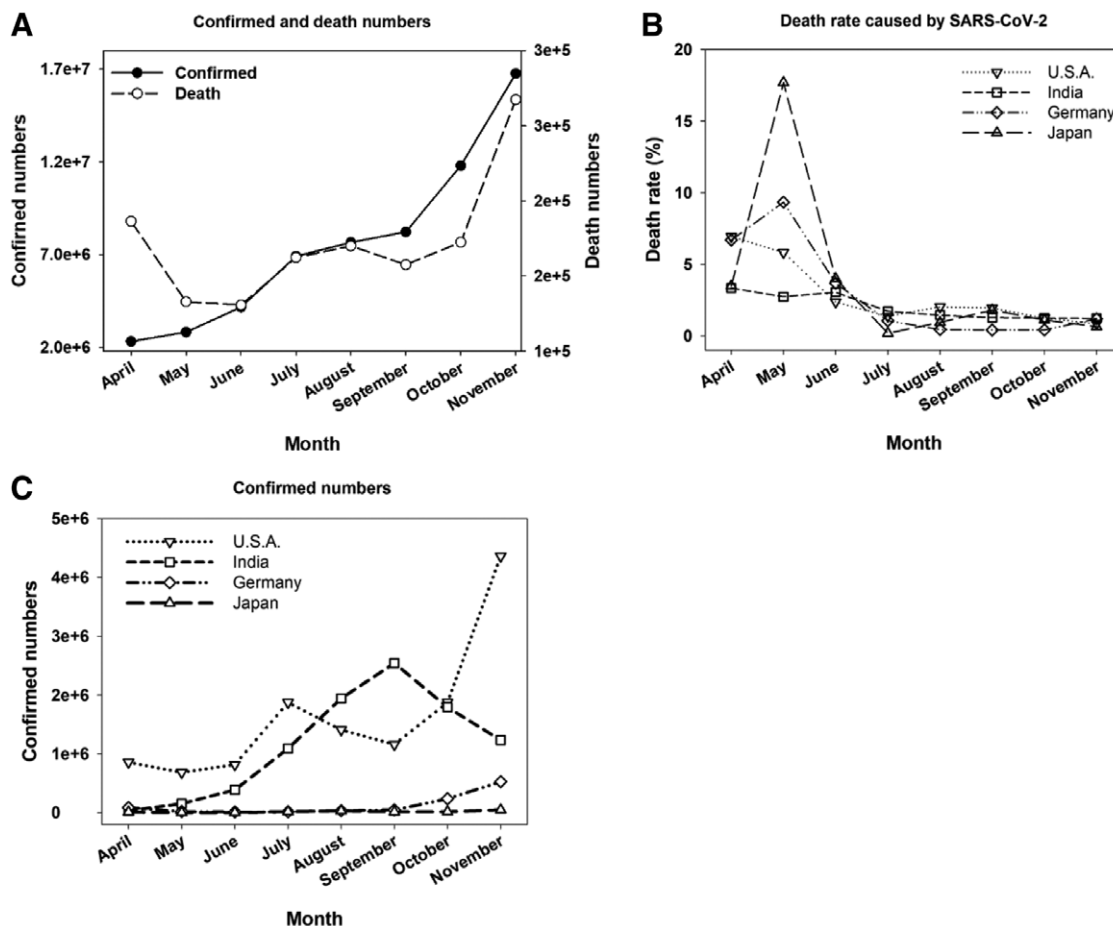 A
Confirmed and death numbers
1.7e+7
1.2e+7
7.0e+6
2.0e+6
Confirmed numbers
Confirmed
Death
3e+5
3e+5
2e+5
2e+5
1e+5
Death numbers
April
May
June
July
August
September
October
November
Month
B
Death rate caused by SARS-CoV-2
20
15
10
5
0
Death rate (%)
U.S.A.
India
Germany
Japan
April
May
June
July
August
September
October
November
Month
C
Confirmed numbers
5e+6
4e+6
3e+6
2e+6
1e+6
0
Confirmed numbers
U.S.A.
India
Germany
Japan
April
May
June
July
August
September
October
November
Month